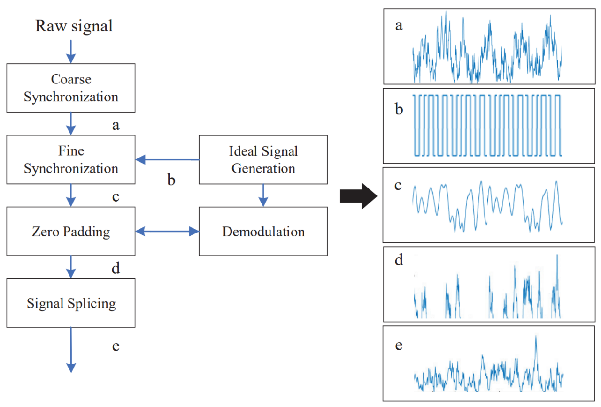 Raw signal
Coarse
Synchronization
a
Fine
Synchronization
b
Ideal Signal
Generation
c
Zero Padding
Demodulation
d
Signal Splicing
c
a
b
c
d
e